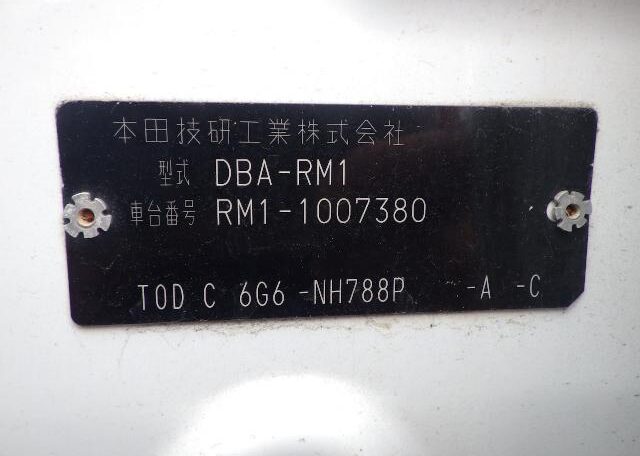 本田技研工業株式会社
型式 DBA-RM1
車台番号 RM1-1007380
TOD C 6G6 -NH788P -A -C